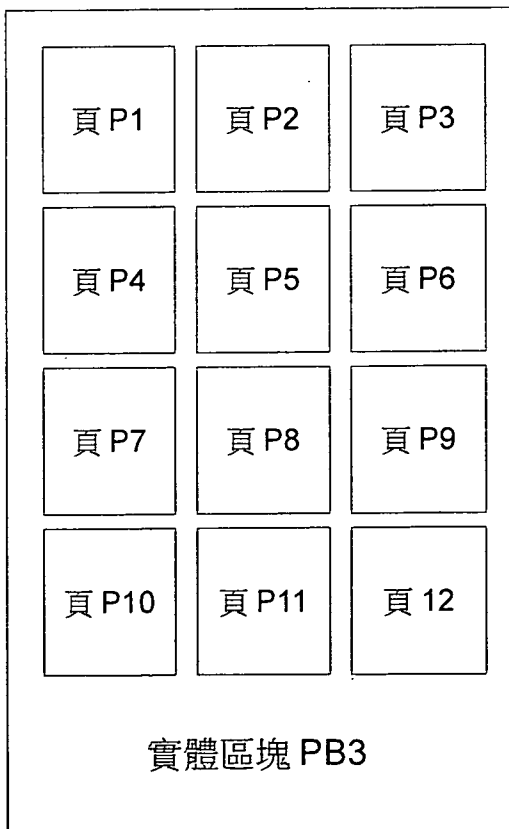 頁 P1 頁 P2 頁 P3
頁 P4 頁 P5 頁 P6
頁 P7 頁 P8 頁 P9
頁 P10 頁 P11 頁 12
實體區塊 PB3